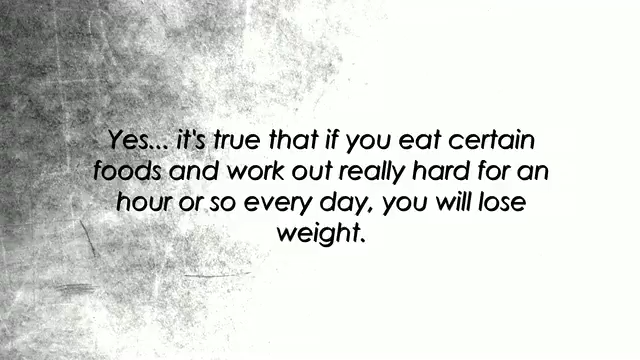 Yes... it's true that if you eat certain
foods and work out really hard for an
hour or so every day, you will lose
weight.